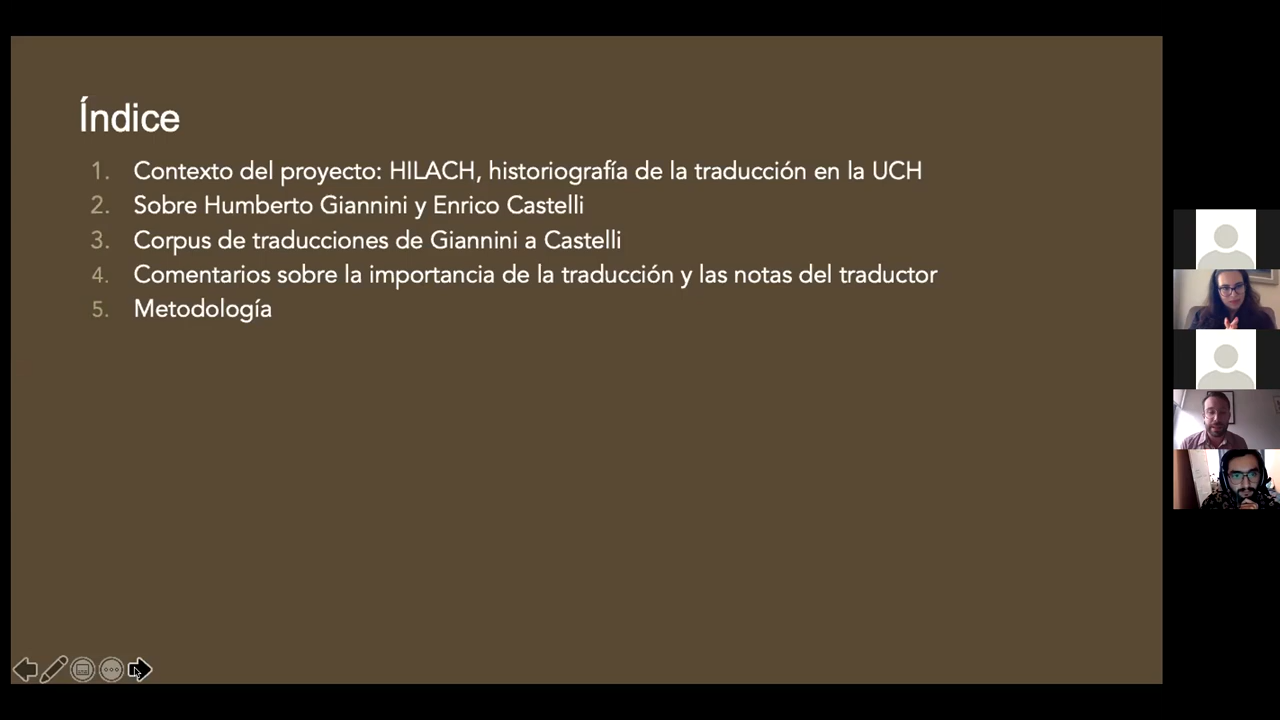 Índice
1. Contexto del proyecto: HILACH, historiografía de la traducción en la UCH
2. Sobre Humberto Giannini y Enrico Castelli
3. Corpus de traducciones de Giannini a Castelli
4. Comentarios sobre la importancia de la traducción y las notas del traductor
5. Metodología